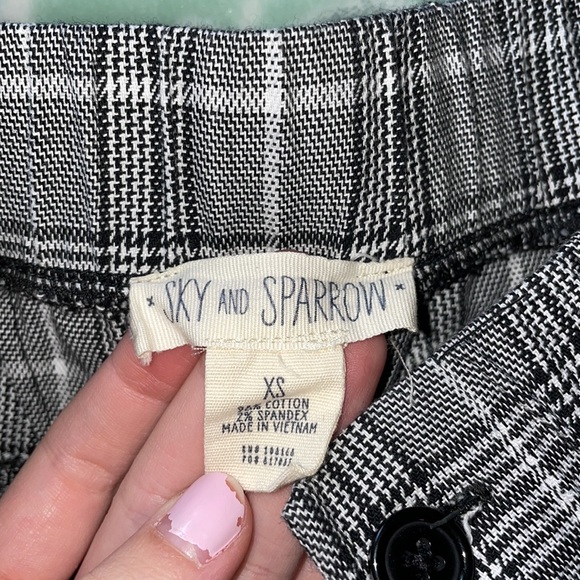 * SKY AND SPARROW *
XS
COTTON
2% SPANDEX
MADE IN VIETNAM